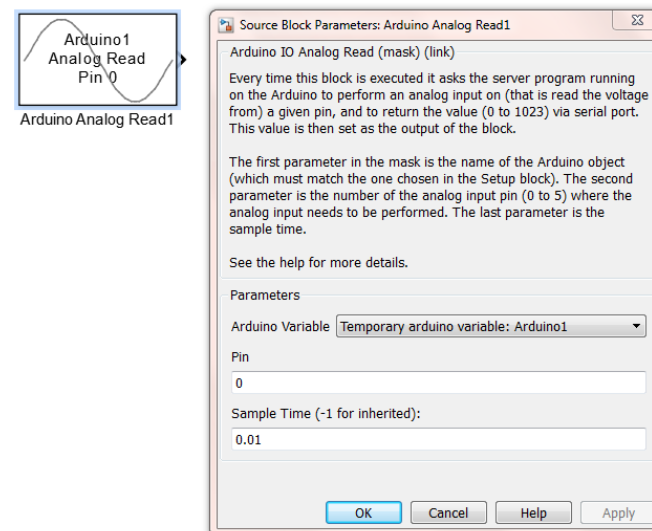 Arduino1
Analog Read
Pin 0
Arduino Analog Read1
Source Block Parameters: Arduino Analog Read1
Arduino IO Analog Read (mask) (link)
Every time this block is executed it asks the server program running
on the Arduino to perform an analog input on (that is read the voltage
from) a given pin, and to return the value (0 to 1023) via serial port.
This value is then set as the output of the block.
The first parameter in the mask is the name of the Arduino object
(which must match the one chosen in the Setup block). The second
parameter is the number of the analog input pin (0 to 5) where the
analog input needs to be performed. The last parameter is the
sample time.
See the help for more details.
Parameters
Arduino Variable Temporary arduino variable: Arduino1
Pin
0
Sample Time (-1 for inherited):
0.01
OK Cancel Help Apply